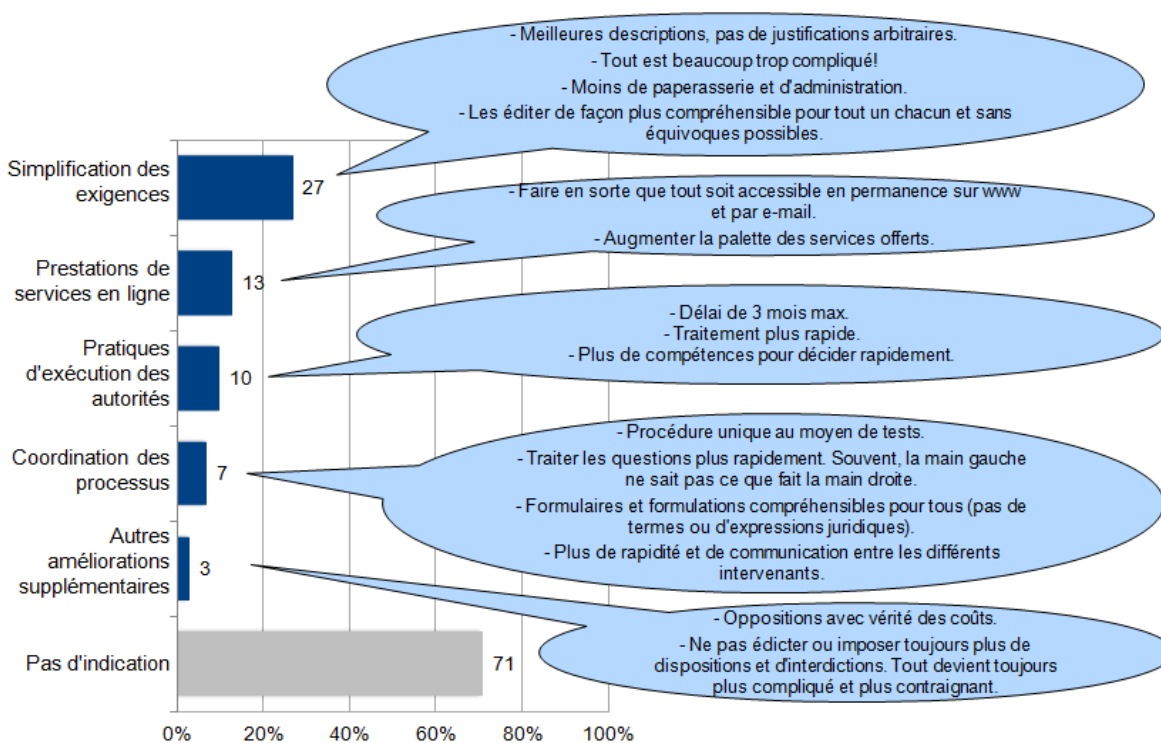 - Meilleures descriptions, pas de justifications arbitraires.
- Tout est beaucoup trop compliqué!
- Moins de paperasserie et d'administration.
- Les éditer de façon plus compréhensible pour tout un chacun et sans
équivoques possibles.
Simplification des
exigences
27
- Faire en sorte que tout soit accessible en permanence sur www
et par e-mail.
- Augmenter la palette des services offerts.
Prestations de
services en ligne
13
- Délai de 3 mois max.
- Traitement plus rapide.
- Plus de compétences pour décider rapidement.
Pratiques
d'exécution des
autorités
10
- Procédure unique au moyen de tests.
- Traiter les questions plus rapidement. Souvent, la main gauche
ne sait pas ce que fait la main droite.
- Formulaires et formulations compréhensibles pour tous (pas de
termes ou d'expressions juridiques).
- Plus de rapidité et de communication entre les différents
intervenants.
Coordination des
processus
7
Autres
améliorations
supplémentaires
3
- Oppositions avec vérité des coûts.
- Ne pas édicter ou imposer toujours plus de
dispositions et d'interdictions. Tout devient toujours
plus compliqué et plus contraignant.
Pas d'indication
71
0% 20% 40% 60% 80% 100%